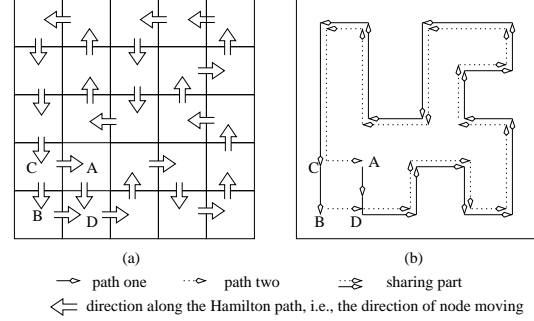 C A C A
B D B D
(a) (b)
path one path two sharing part
direction along the Hamilton path, i.e., the direction of node moving